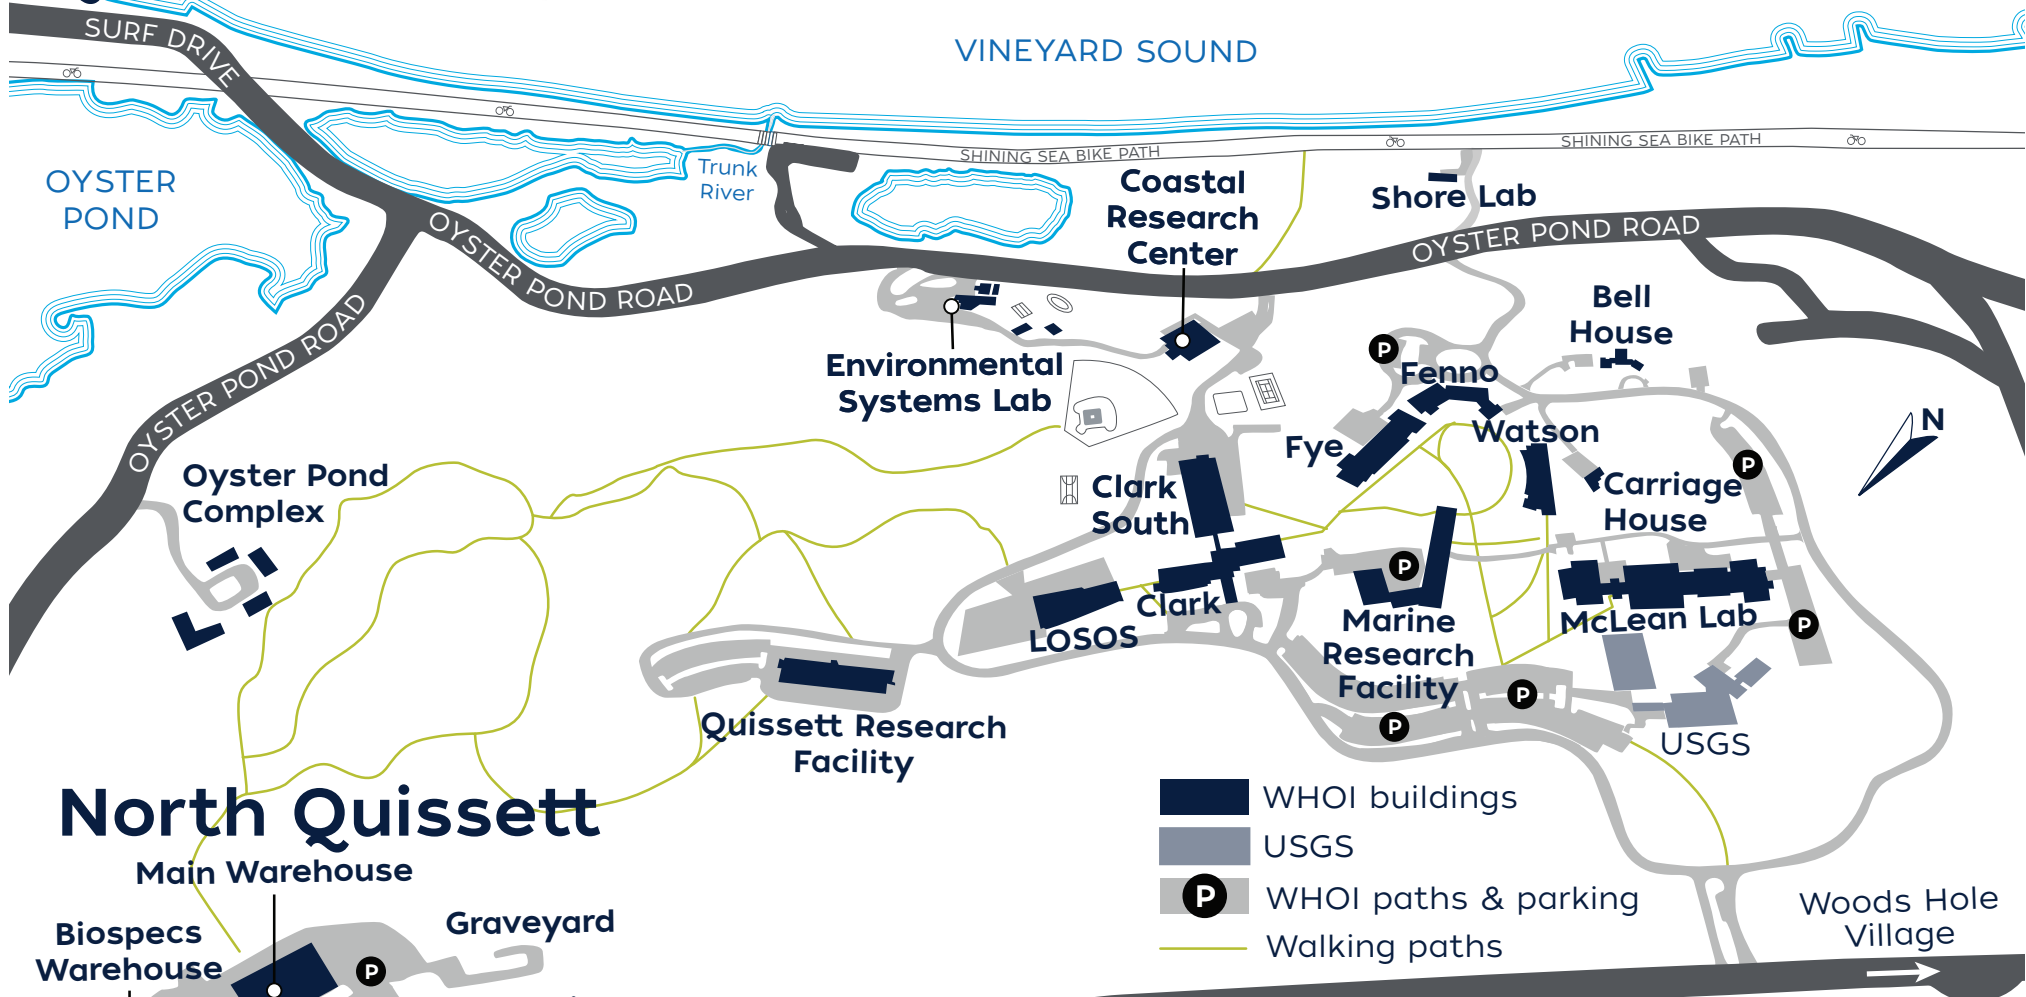 SURF DRIVE
VINEYARD SOUND
SHINING SEA BIKE PATH
SHINING SEA BIKE PATH
OYSTER
POND
Trunk
River
Coastal
Research
Center
Shore Lab
OYSTER POND ROAD
OYSTER POND ROAD
OYSTER POND ROAD
Bell
House
Environmental
Systems Lab
P
Fenno
N
Watson
Fye
P
Oyster Pond
Complex
Clark
South
Carriage
House
P
Clark
LOSOS
Marine
Research
Facility
McLean Lab
P
P
P
Quissett Research
Facility
USGS
North Quissett
WHOI buildings
USGS
P
WHOI paths & parking
Walking paths
Main Warehouse
Graveyard
Biospecs
Warehouse
P
Woods Hole
Village